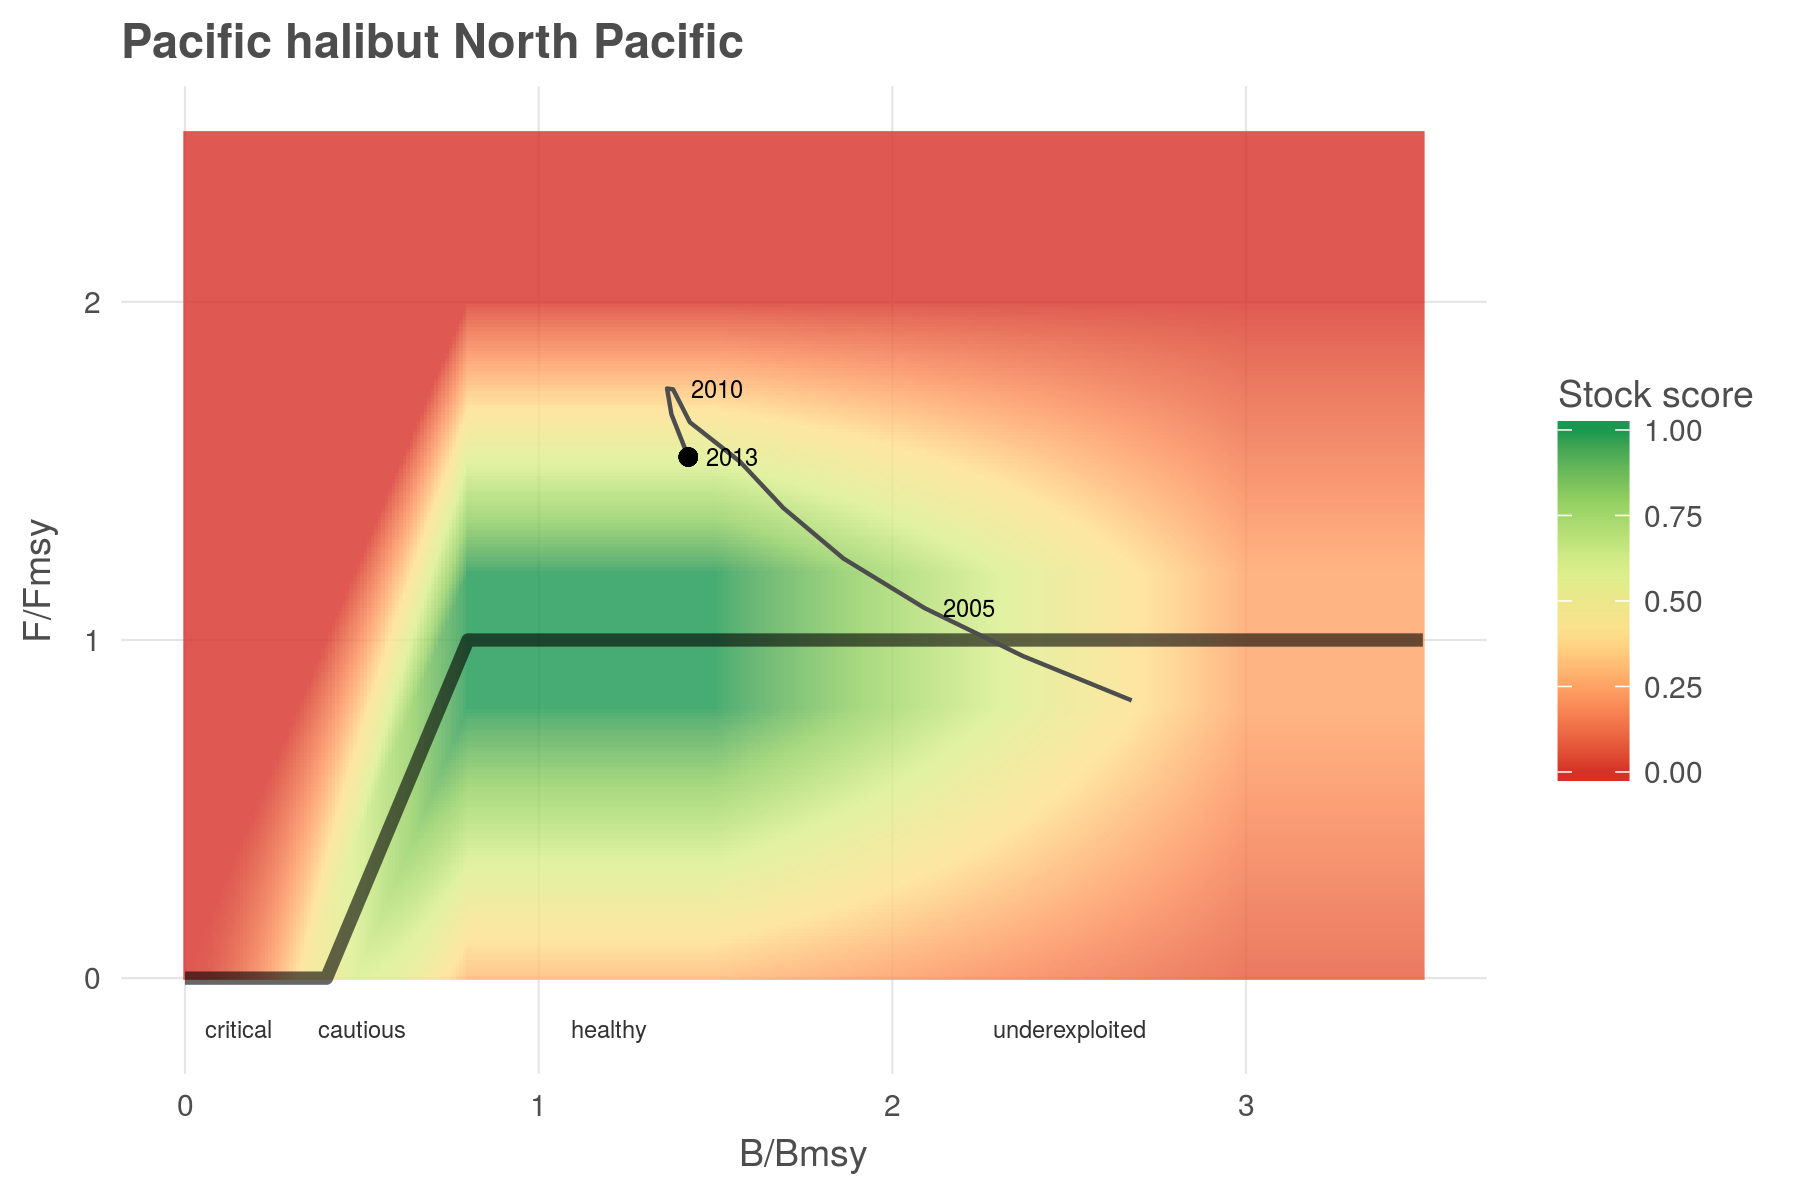 Pacific halibut North Pacific
F/Fmsy
2
1
0
2010
2013
2005
critical cautious healthy underexploited
0 1 2 3
B/Bmsy
Stock score
1.00
0.75
0.50
0.25
0.00